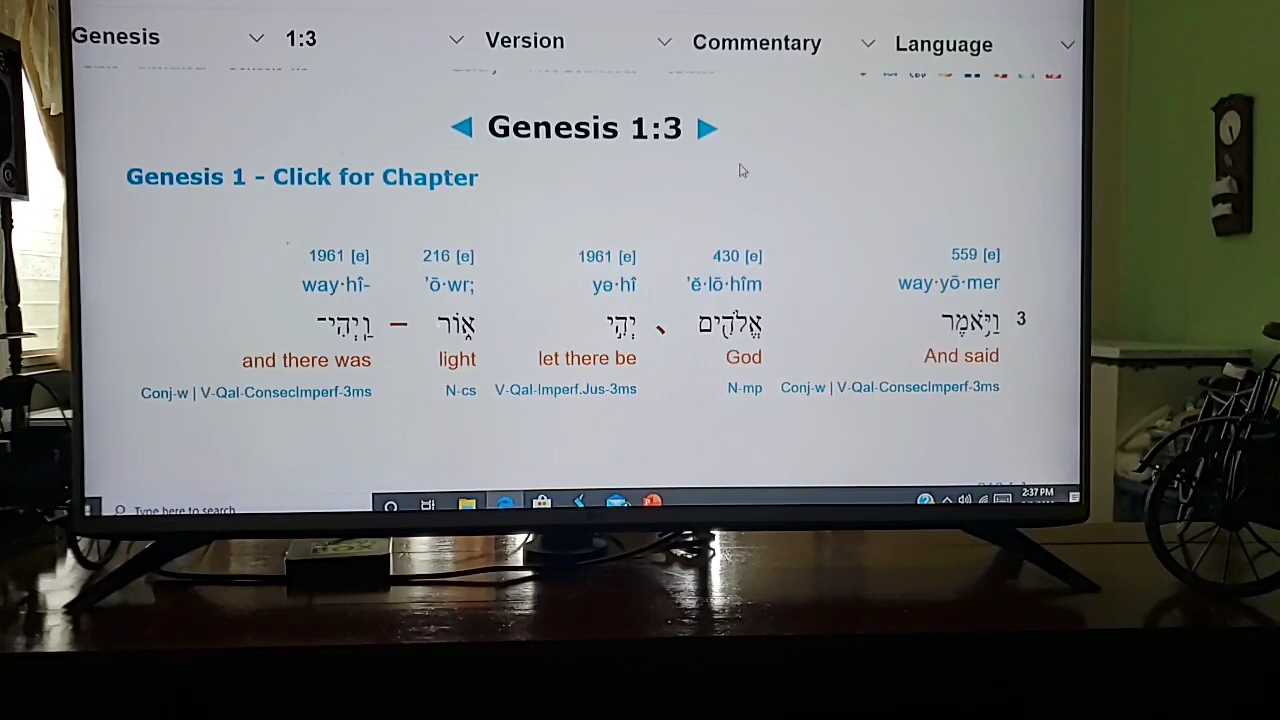 Genesis 1:3 Version Commentary Language
◄ Genesis 1:3 ►
Genesis 1 - Click for Chapter
1961 [e] 216 [e] 1961 [e] 430 [e] 559 [e]
way·hî- ’ō·wr; yə·hî ’ĕ·lō·hîm way·yō·mer
וַֽיְהִי־ – א֑וֹר יְהִ֣י ، אֱלֹהִ֖ים וַיֹּ֥אמֶר 3
and there was light let there be God And said
Conj-w | V-Qal-ConsecImperf-3ms N-cs V-Qal-Imperf.Jus-3ms N-mp Conj-w | V-Qal-ConsecImperf-3ms
Type here to search 2:37 PM
BOX